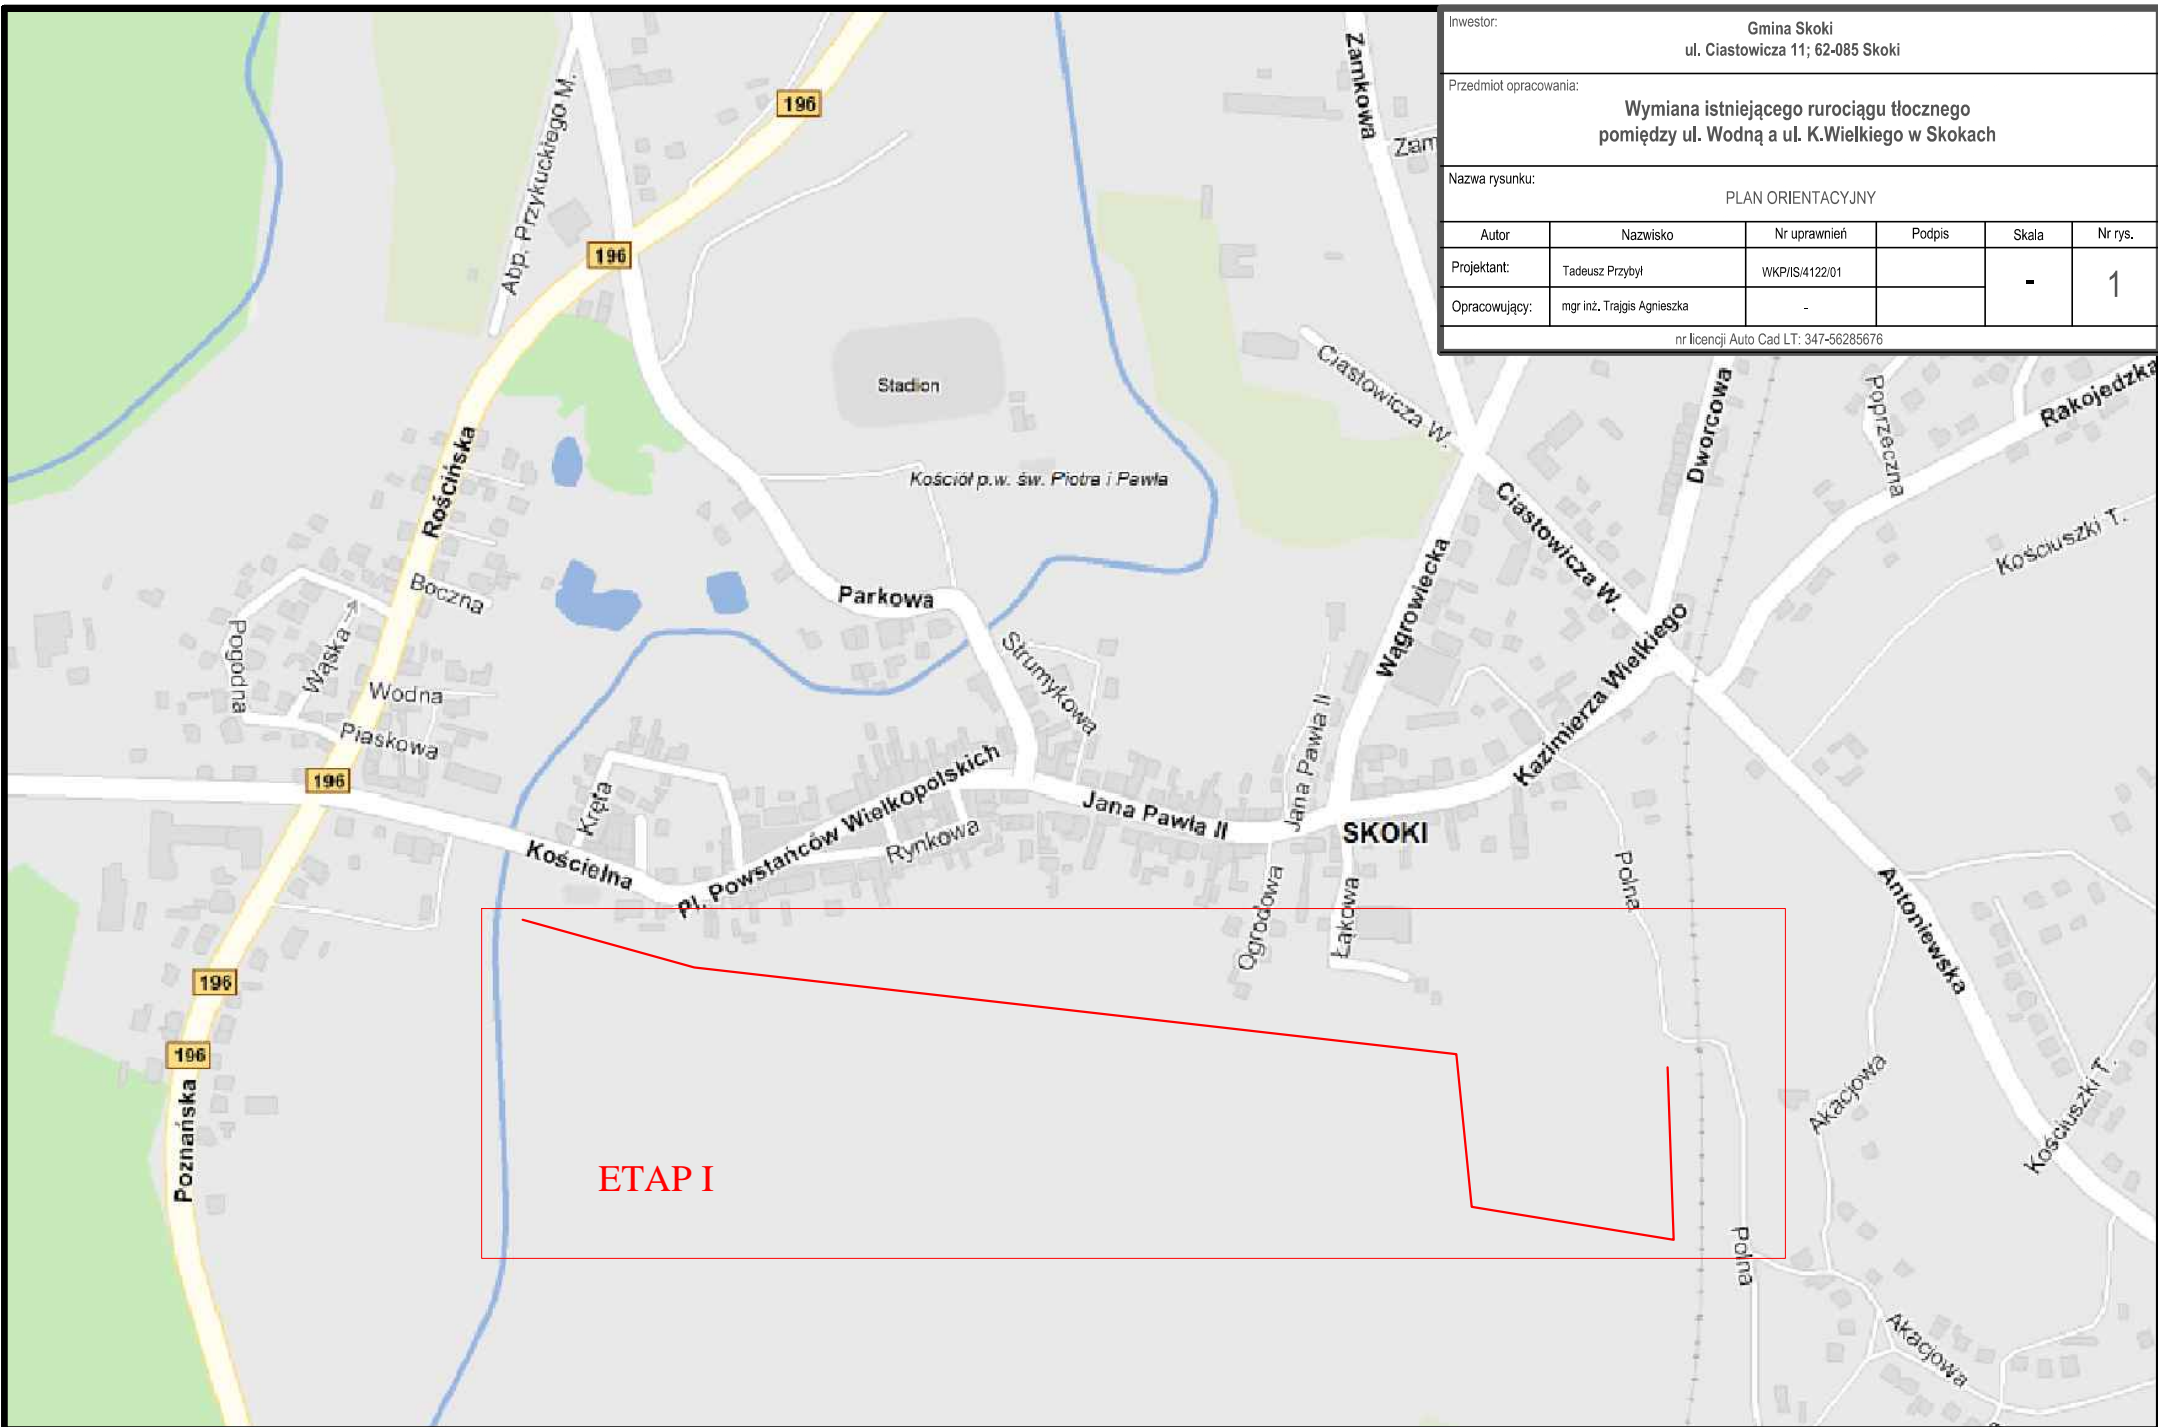 Inwestor:
Gmina Skoki
ul. Ciastowicza 11; 62-085 Skoki
Przedmiot opracowania:
Wymiana istniejącego rurociągu tłocznego
pomiędzy ul. Wodną a ul. K.Wielkiego w Skokach
Nazwa rysunku:
PLAN ORIENTACYJNY
Autor Nazwisko Nr uprawnień Podpis Skala Nr rys.
Projektant: Tadeusz Przybył WKP/IS/4122/01 - 1
Opracowujący: mgr inż. Trajgis Agnieszka -
nr licencji Auto Cad LT: 347-56285676
Zamkowa
Zam
196
Abp. Przykuckiego M.
196
Stadion
Ciastowicza W.
Dworcowa
Poprzeczna
Rakojedzka
Rościńska
Kościół p.w. św. Piotra i Pawła
Ciastowicza W.
Kościuszki T.
Wągrowiecka
Boczna
Parkowa
Pogodna
Wąska
Strumykowa
Kazimierza Wielkiego
Wodna
Piaskowa
Jana Pawła II
196
Kręta
Pl. Powstańców Wielkopolskich
Jana Pawła II
Rynkowa
SKOKI
Kościelna
Polna
Ogrodowa
Łąkowa
Antoniewska
196
196
Akacjowa
Kościuszki T.
Poznańska
ETAP I
Polna
Akacjowa